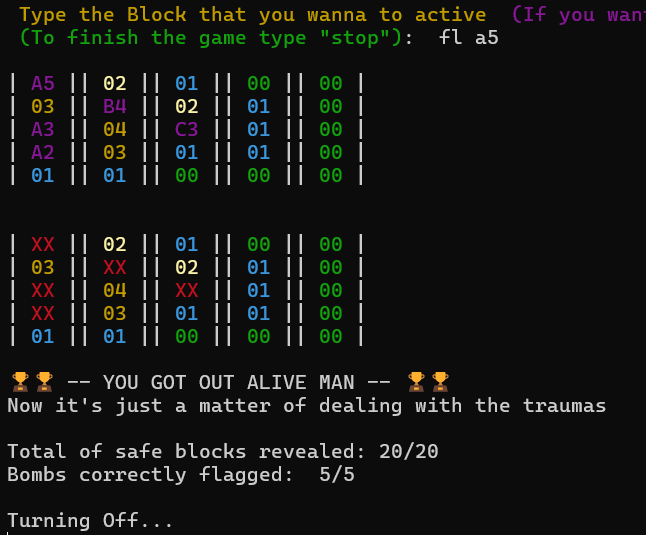 Type the Block that you wanna to active  (If you wan
(To finish the game type "stop"):  fl a5
| A5 || 02 || 01 || 00 || 00 |
| 03 || B4 || 02 || 01 || 00 |
| A3 || 04 || C3 || 01 || 00 |
| A2 || 03 || 01 || 01 || 00 |
| 01 || 01 || 00 || 00 || 00 |
| XX || 02 || 01 || 00 || 00 |
| 03 || XX || 02 || 01 || 00 |
| XX || 04 || XX || 01 || 00 |
| XX || 03 || 01 || 01 || 00 |
| 01 || 01 || 00 || 00 || 00 |
🏆🏆 -- YOU GOT OUT ALIVE MAN -- 🏆🏆
Now it's just a matter of dealing with the traumas
Total of safe blocks revealed: 20/20
Bombs correctly flagged:  5/5
Turning Off...